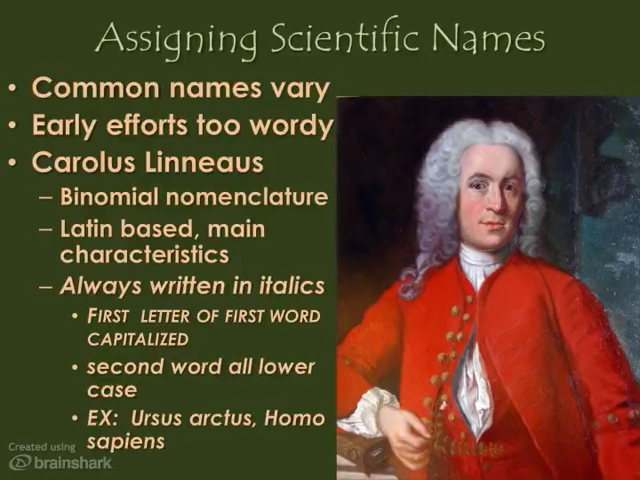 Assigning Scientific Names
• Common names vary
• Early efforts too wordy
• Carolus Linneaus
– Binomial nomenclature
– Latin based, main
characteristics
– Always written in italics
• FIRST LETTER OF FIRST WORD
CAPITALIZED
• second word all lower
case
• EX: Ursus arctus, Homo
sapiens
Created using
brainshark